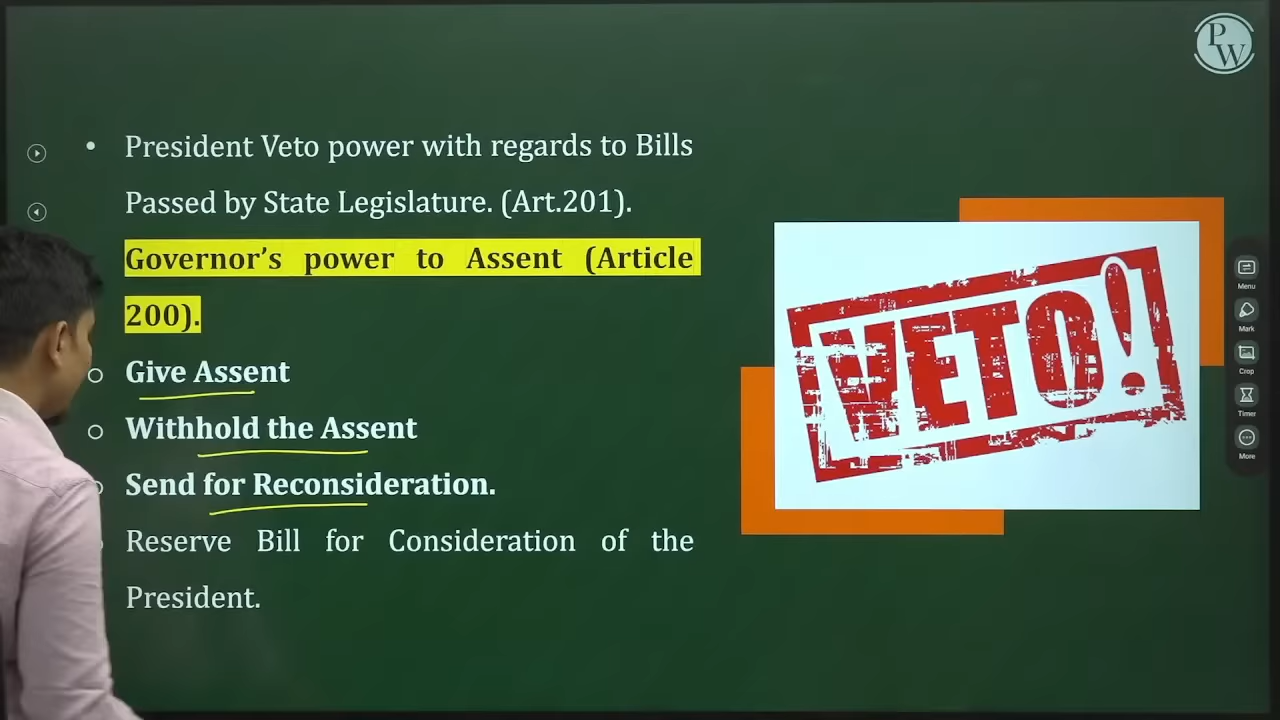 PW
• President Veto power with regards to Bills
Passed by State Legislature. (Art.201).
Governor's power to Assent (Article
200).
○ Give Assent
○ Withhold the Assent
○ Send for Reconsideration.
Reserve Bill for Consideration of the
President.
VETO!
Menu
Mark
Crop
Timer
More